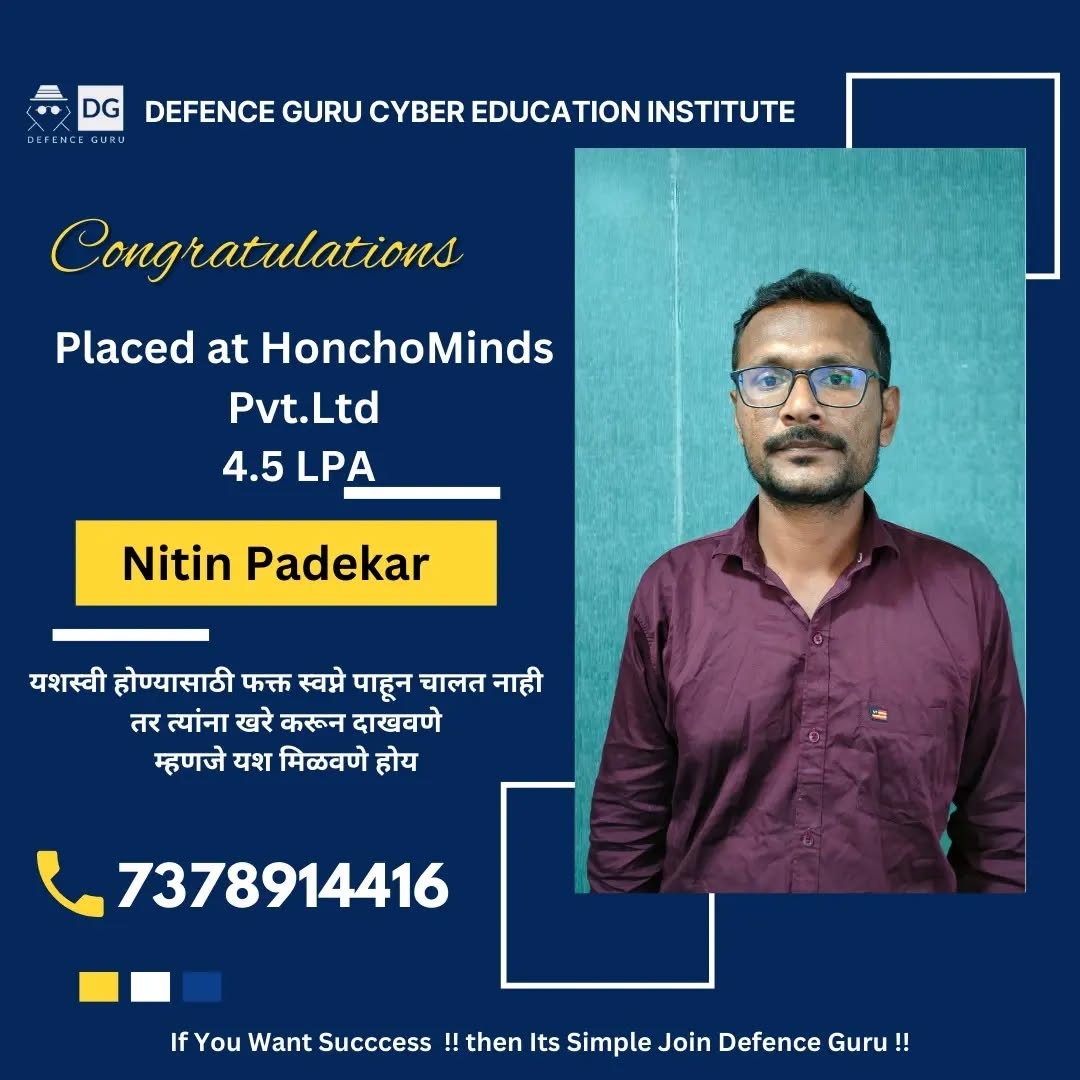 DG
DEFENCE GURU
DEFENCE GURU CYBER EDUCATION INSTITUTE
Congratulations
Placed at HonchoMinds
Pvt.Ltd
4.5 LPA
Nitin Padekar
यशस्वी होण्यासाठी फक्त स्वप्ने पाहून चालत नाही
तर त्यांना खरे करून दाखवणे
म्हणजे यश मिळवणे होय
7378914416
If You Want Succcess !! then Its Simple Join Defence Guru !!